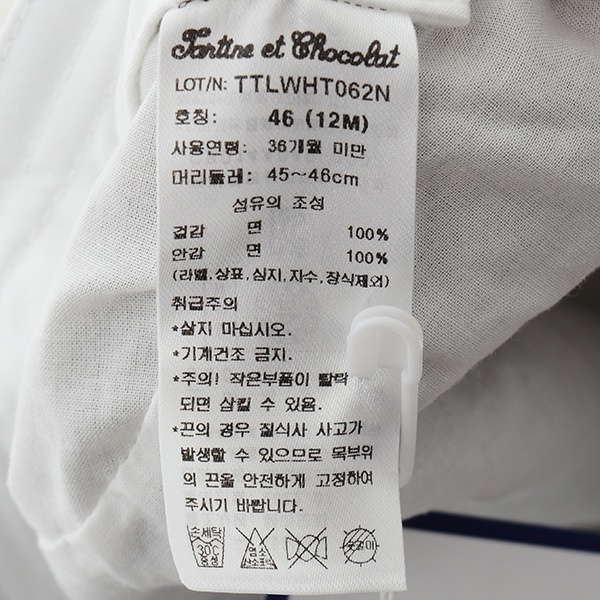 Tartine et Chocolat
LOT/N: TTLWHT062N
호칭: 46 (12M)
사용연령: 36개월 미만
머리둘레: 45~46cm
섬유의 조성
겉감 면 100%
안감 면 100%
(라벨,상표,심지,자수,장식제외)
취급주의
*삶지 마십시오.
*기계건조 금지.
*주의! 작은부품이 탈락
되면 삼킬 수 있음.
*끈의 경우 질식사 사고가
발생할 수 있으므로 목부위
의 끈을 안전하게 고정하여
주시기 바랍니다.
손세탁 30℃ 중성 염소 산소표백